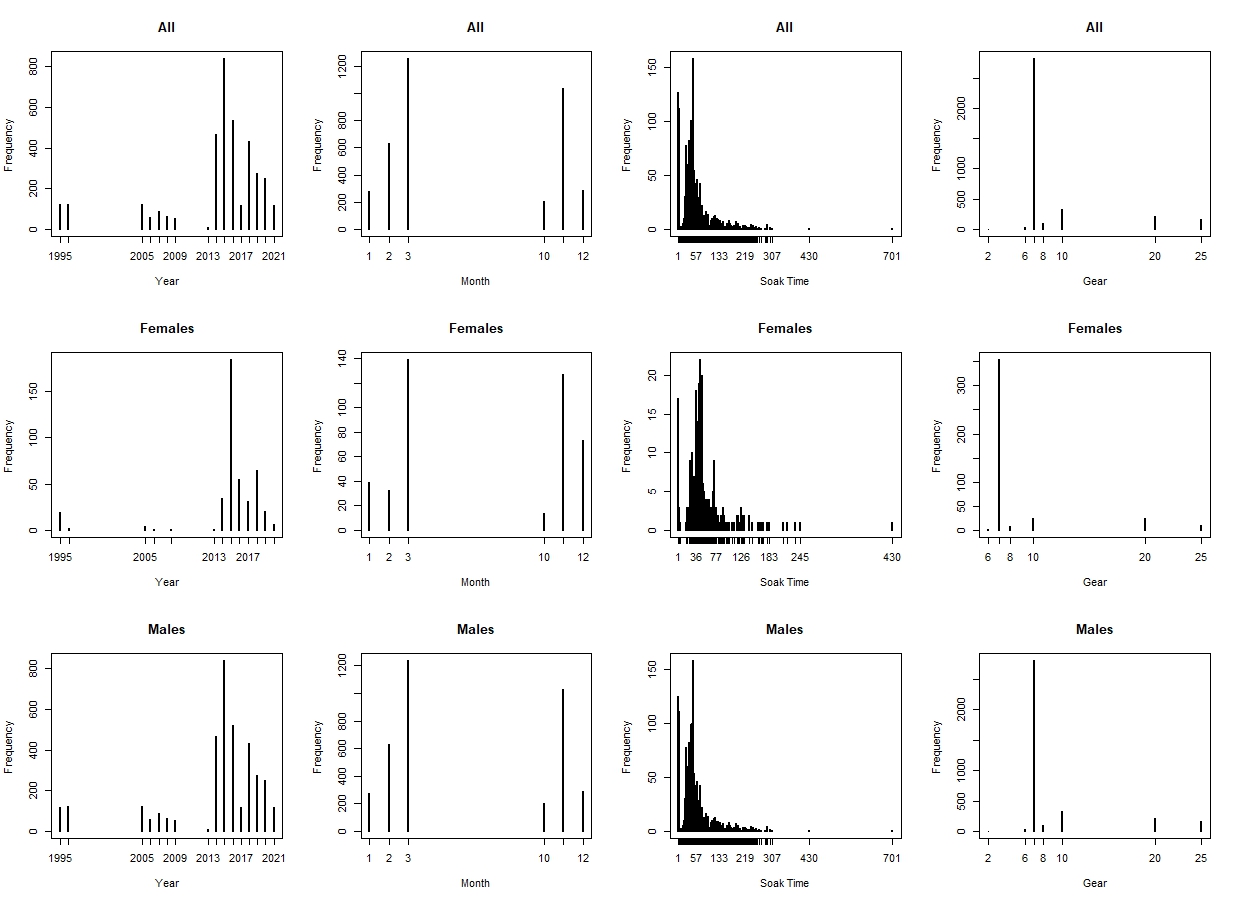 All All All All
Frequency 0 200 400 600 800
1995 2005 2009 2013 2017 2021
Year
Frequency 0 200 400 600 800 1200
1 2 3 10 12
Month
Frequency 0 50 100 150
1 57 133 219 307 430 701
Soak Time
Frequency 0 500 1000 2000
2 6 8 10 20 25
Gear
Females Females Females Females
Frequency 0 50 100 150
1995 2005 2013 2017
Year
Frequency 0 20 40 60 80 100 120 140
1 2 3 10 12
Month
Frequency 0 5 10 15 20
1 36 77 126 183 245 430
Soak Time
Frequency 0 50 100 200 300
6 8 10 20 25
Gear
Males Males Males Males
Frequency 0 200 400 600 800
1995 2005 2009 2013 2017 2021
Year
Frequency 0 200 400 600 800 1200
1 2 3 10 12
Month
Frequency 0 50 100 150
1 57 133 219 307 430 701
Soak Time
Frequency 0 500 1000 2000
2 6 8 10 20 25
Gear